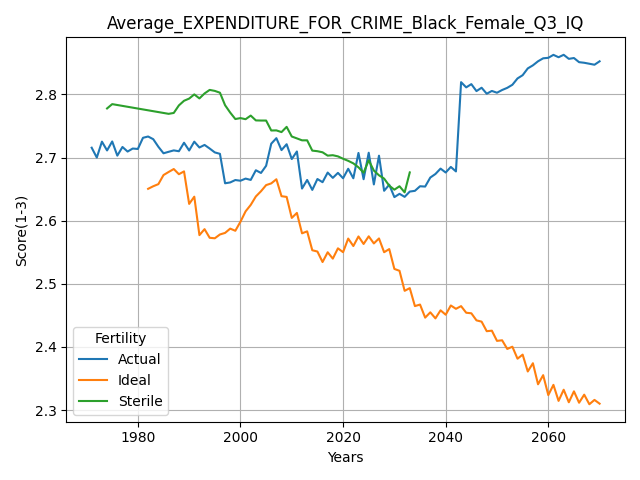 Average_EXPENDITURE_FOR_CRIME_Black_Female_Q3_IQ
Score(1-3)
2.8
2.7
2.6
2.5
2.4
2.3
Fertility
Actual
Ideal
Sterile
1980
2000
2020
2040
2060
Years